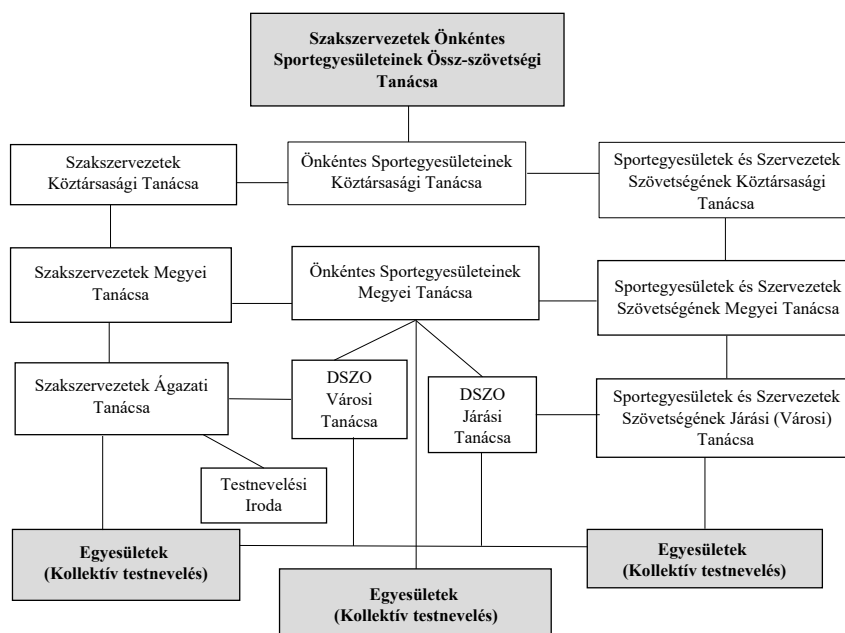 Szakszervezetek Önkéntes
Sportegyesületeinek Össz-szövetségi
Tanácsa
Szakszervezetek
Köztársasági Tanácsa
Önkéntes Sportegyesületeinek
Köztársasági Tanácsa
Sportegyesületek és Szervezetek
Szövetségének Köztársasági
Tanácsa
Szakszervezetek Megyei
Tanácsa
Önkéntes Sportegyesületeinek
Megyei Tanácsa
Sportegyesületek és Szervezetek
Szövetségének Megyei Tanácsa
Szakszervezetek Ágazati
Tanácsa
DSZO
Városi
Tanácsa
DSZO
Járási
Tanácsa
Sportegyesületek és Szervezetek
Szövetségének Járási (Városi)
Tanácsa
Testnevelési
Iroda
Egyesületek
(Kollektív testnevelés)
Egyesületek
(Kollektív testnevelés)
Egyesületek
(Kollektív testnevelés)